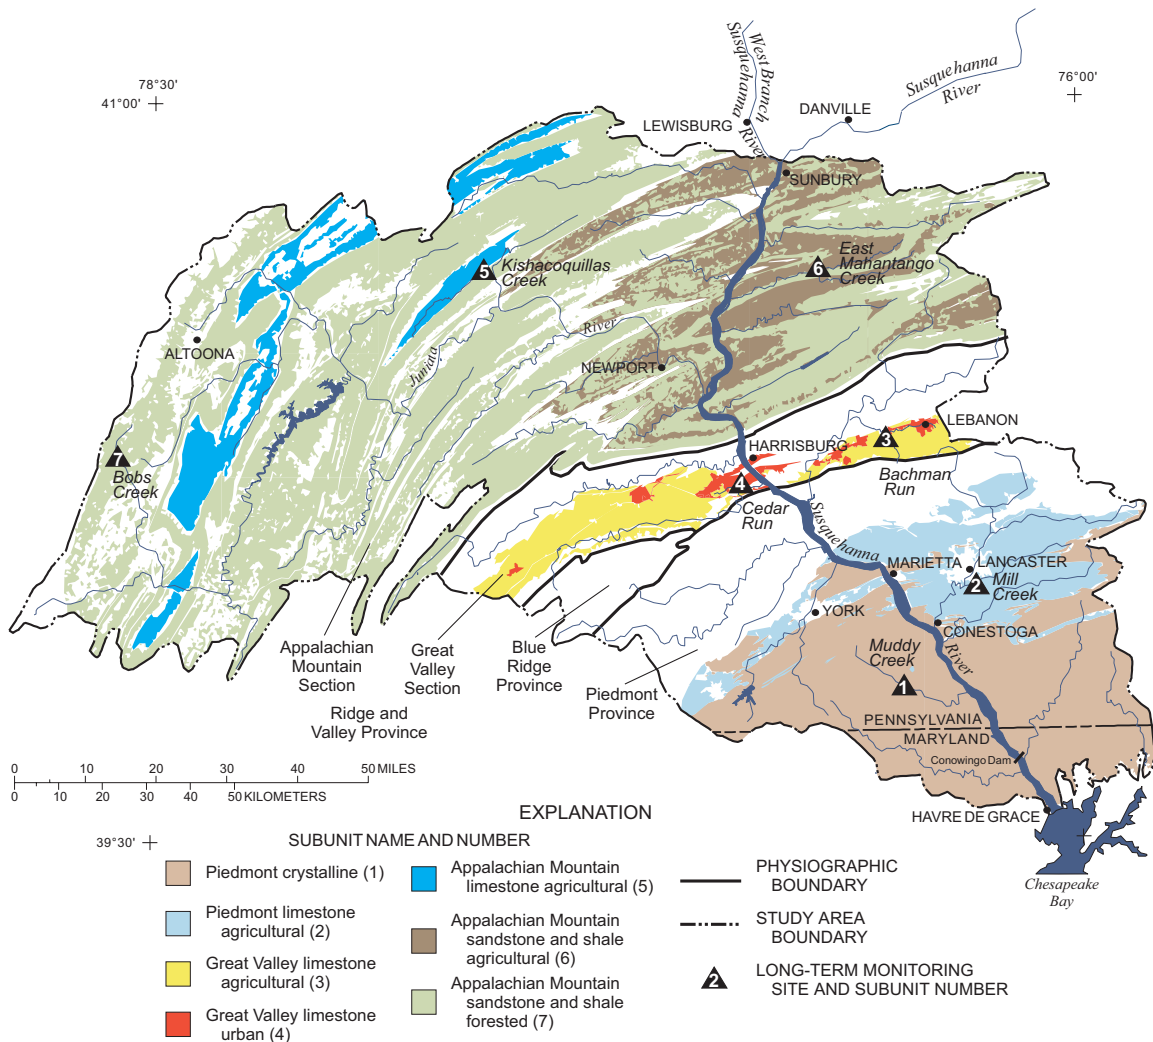 78°30'
41°00'
76°00'
West Branch
Susquehanna
River
Susquehanna
River
LEWISBURG
DANVILLE
SUNBURY
East
Mahantango
Creek
6
5
Kishacoquillas
Creek
ALTOONA
Juniata
River
NEWPORT
7
Bobs
Creek
HARRISBURG
LEBANON
3
Bachman
Run
4
Cedar
Run
Susquehanna
River
MARIETTA
LANCASTER
2
Mill
Creek
YORK
CONESTOGA
Muddy
Creek
1
PENNSYLVANIA
MARYLAND
Conowingo Dam
HAVRE DE GRACE
Chesapeake
Bay
Appalachian
Mountain
Section
Great
Valley
Section
Ridge and
Valley Province
Blue
Ridge
Province
Piedmont
Province
0 10 20 30 40 50 MILES
0 10 20 30 40 50 KILOMETERS
39°30'
EXPLANATION
SUBUNIT NAME AND NUMBER
Piedmont crystalline (1)
Piedmont limestone
agricultural (2)
Great Valley limestone
agricultural (3)
Great Valley limestone
urban (4)
Appalachian Mountain
limestone agricultural (5)
Appalachian Mountain
sandstone and shale
agricultural (6)
Appalachian Mountain
sandstone and shale
forested (7)
PHYSIOGRAPHIC
BOUNDARY
STUDY AREA
BOUNDARY
2
LONG-TERM MONITORING
SITE AND SUBUNIT NUMBER